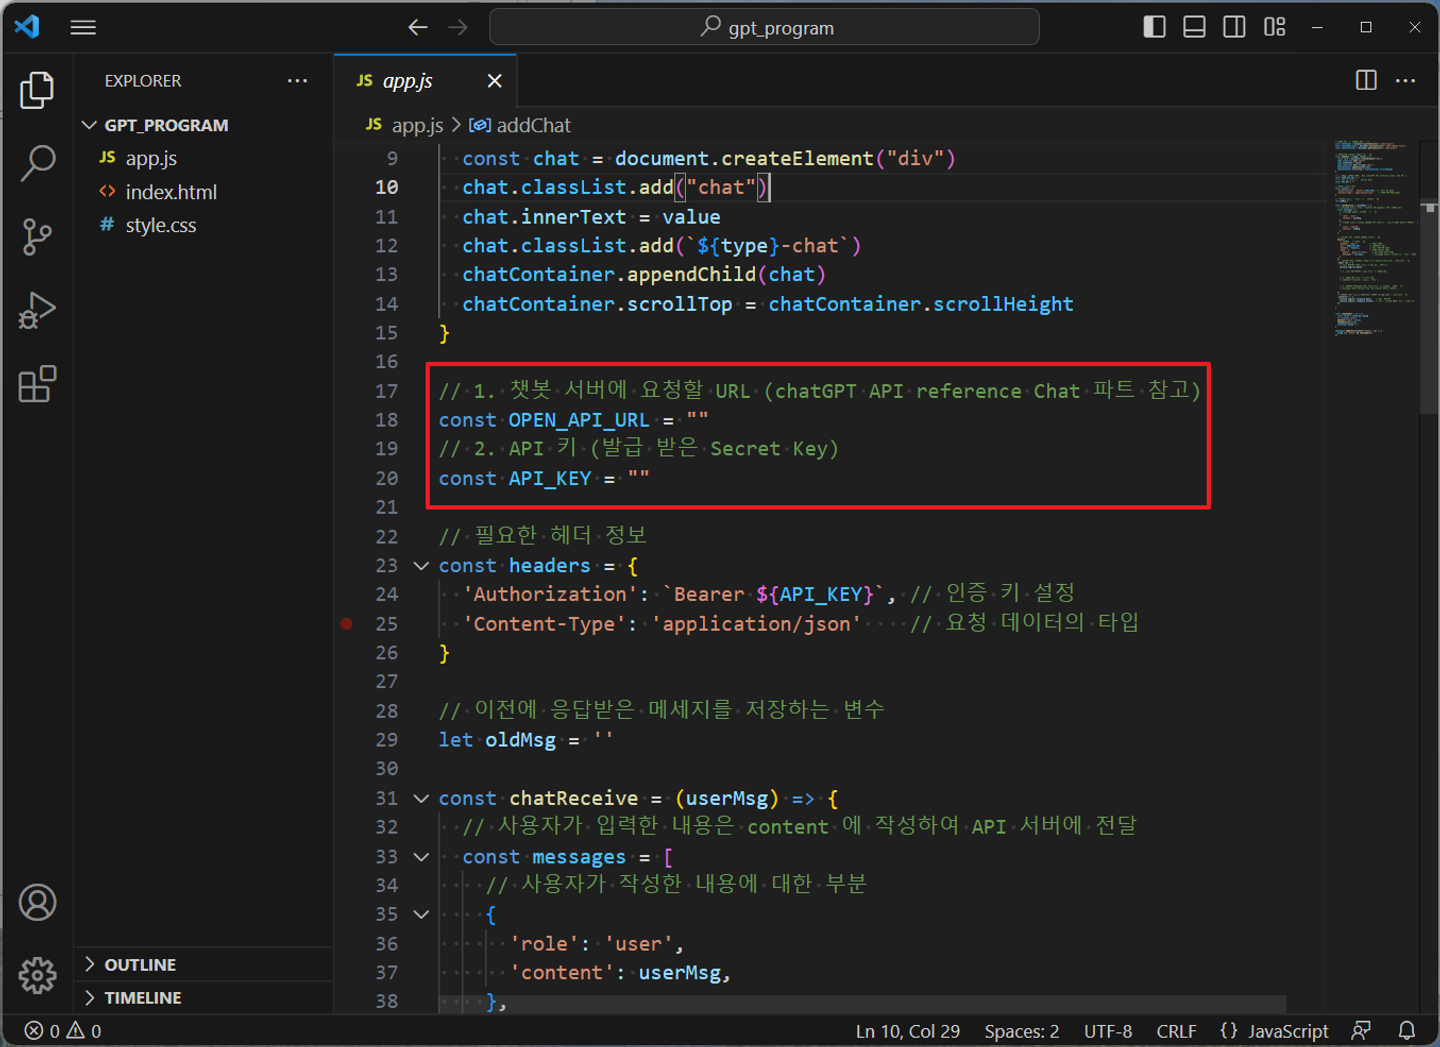 gpt_program
EXPLORER
JS app.js
GPT_PROGRAM
JS app.js
<> index.html
# style.css
JS app.js > addChat
9 const chat = document.createElement("div")
10 chat.classList.add("chat")
11 chat.innerText = value
12 chat.classList.add(`${type}-chat`)
13 chatContainer.appendChild(chat)
14 chatContainer.scrollTop = chatContainer.scrollHeight
15 }
16
17 // 1. 챗봇 서버에 요청할 URL (chatGPT API reference Chat 파트 참고)
18 const OPEN_API_URL = ""
19 // 2. API 키 (발급 받은 Secret Key)
20 const API_KEY = ""
21
22 // 필요한 헤더 정보
23 const headers = {
24 'Authorization': `Bearer ${API_KEY}`, // 인증 키 설정
25 'Content-Type': 'application/json' // 요청 데이터의 타입
26 }
27
28 // 이전에 응답받은 메세지를 저장하는 변수
29 let oldMsg = ''
30
31 const chatReceive = (userMsg) => {
32 // 사용자가 입력한 내용은 content 에 작성하여 API 서버에 전달
33 const messages = [
34 // 사용자가 작성한 내용에 대한 부분
35 {
36 'role': 'user',
37 'content': userMsg,
38 },
OUTLINE
TIMELINE
0 0
Ln 10, Col 29 Spaces: 2 UTF-8 CRLF {} JavaScript